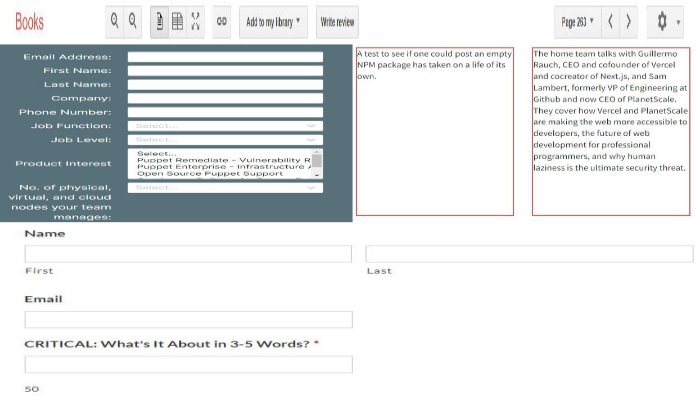 Books
Add to my library
Write review
Page 263
Email Address:
First Name:
Last Name:
Company:
Phone Number:
Job Function:
Select...
Job Level:
Select...
Product Interest
Select...
Puppet Remediate - Vulnerability R
Puppet Enterprise - Infrastructure
Open Source Puppet Support
No. of physical,
virtual, and cloud
nodes your team
manages:
Select...
A test to see if one could post an empty
NPM package has taken on a life of its
own.
The home team talks with Guillermo
Rauch, CEO and cofounder of Vercel
and cocreator of Next.js, and Sam
Lambert, formerly VP of Engineering at
Github and now CEO of PlanetScale.
They cover how Vercel and PlanetScale
are making the web more accessible to
developers, the future of web
development for professional
programmers, and why human
laziness is the ultimate security threat.
Name
First
Last
Email
CRITICAL: What's It About in 3-5 Words? *
50